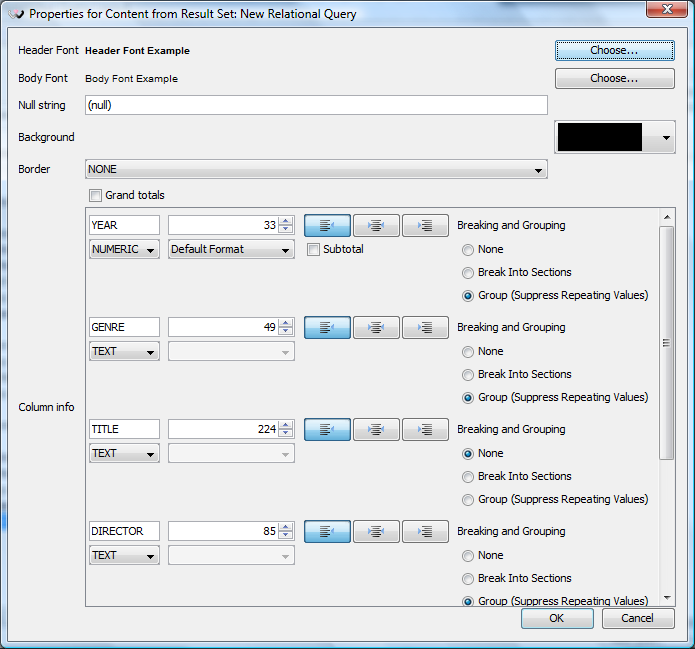 Properties for Content from Result Set: New Relational Query
Header Font Header Font Example Choose...
Body Font Body Font Example Choose...
Null string (null)
Background
Border NONE
Grand totals
YEAR 33 Breaking and Grouping
NUMERIC Default Format Subtotal None
Break Into Sections
Group (Suppress Repeating Values)
GENRE 49 Breaking and Grouping
TEXT None
Break Into Sections
Group (Suppress Repeating Values)
Column info
TITLE 224 Breaking and Grouping
TEXT None
Break Into Sections
Group (Suppress Repeating Values)
DIRECTOR 85 Breaking and Grouping
TEXT None
Break Into Sections
Group (Suppress Repeating Values)
OK Cancel